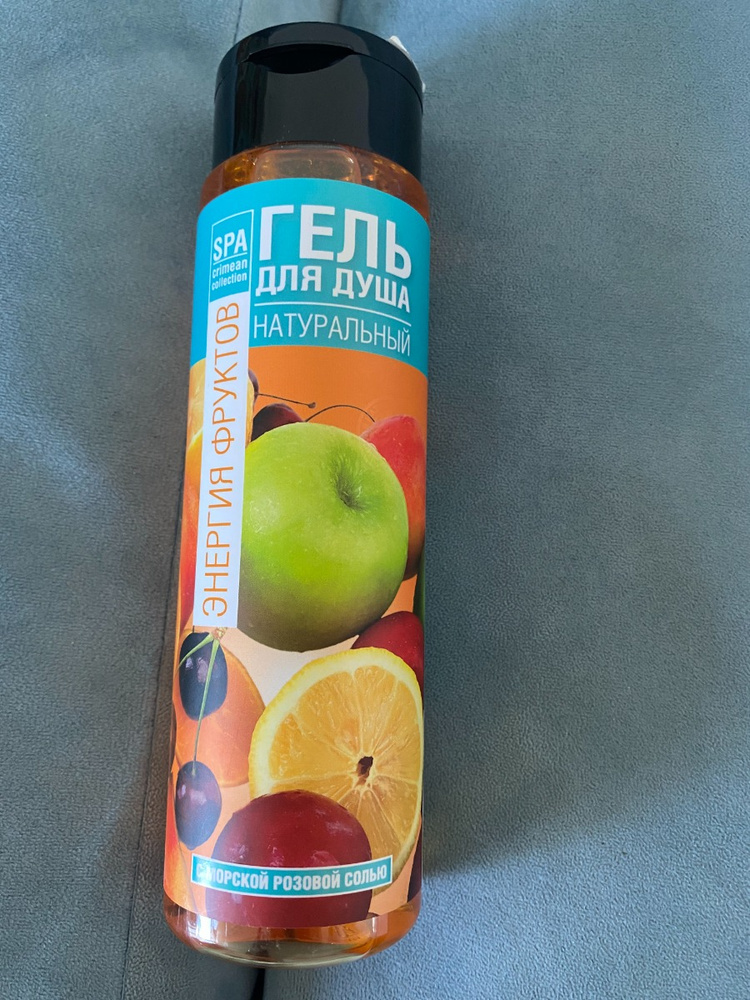 SPA
crimean
collection
ГЕЛЬ
ДЛЯ ДУША
НАТУРАЛЬНЫЙ
ЭНЕРГИЯ ФРУКТОВ
С МОРСКОЙ РОЗОВОЙ СОЛЬЮ